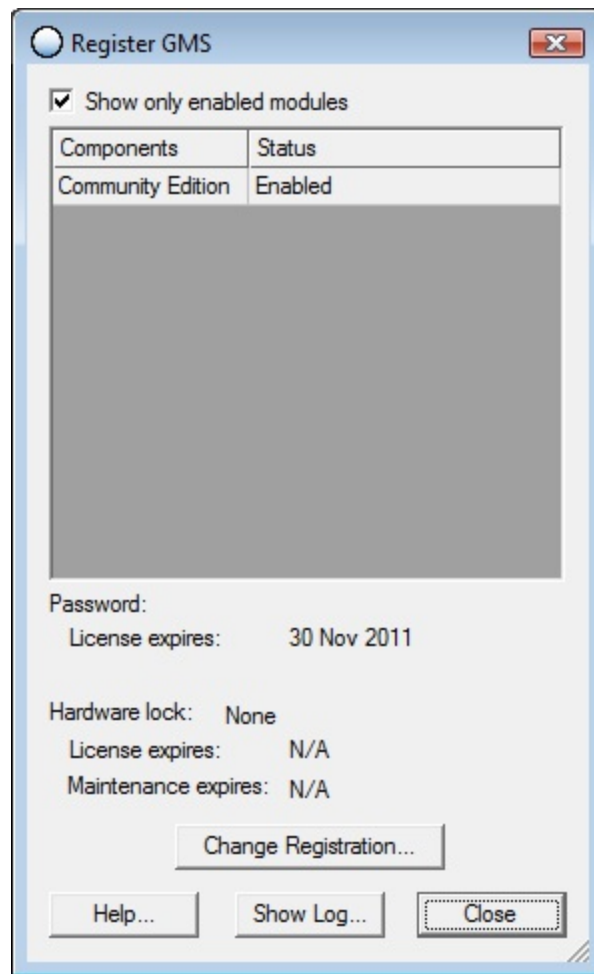 Register GMS
Show only enabled modules
Components Status
Community Edition Enabled
Password:
License expires: 30 Nov 2011
Hardware lock: None
License expires: N/A
Maintenance expires: N/A
Change Registration...
Help... Show Log... Close